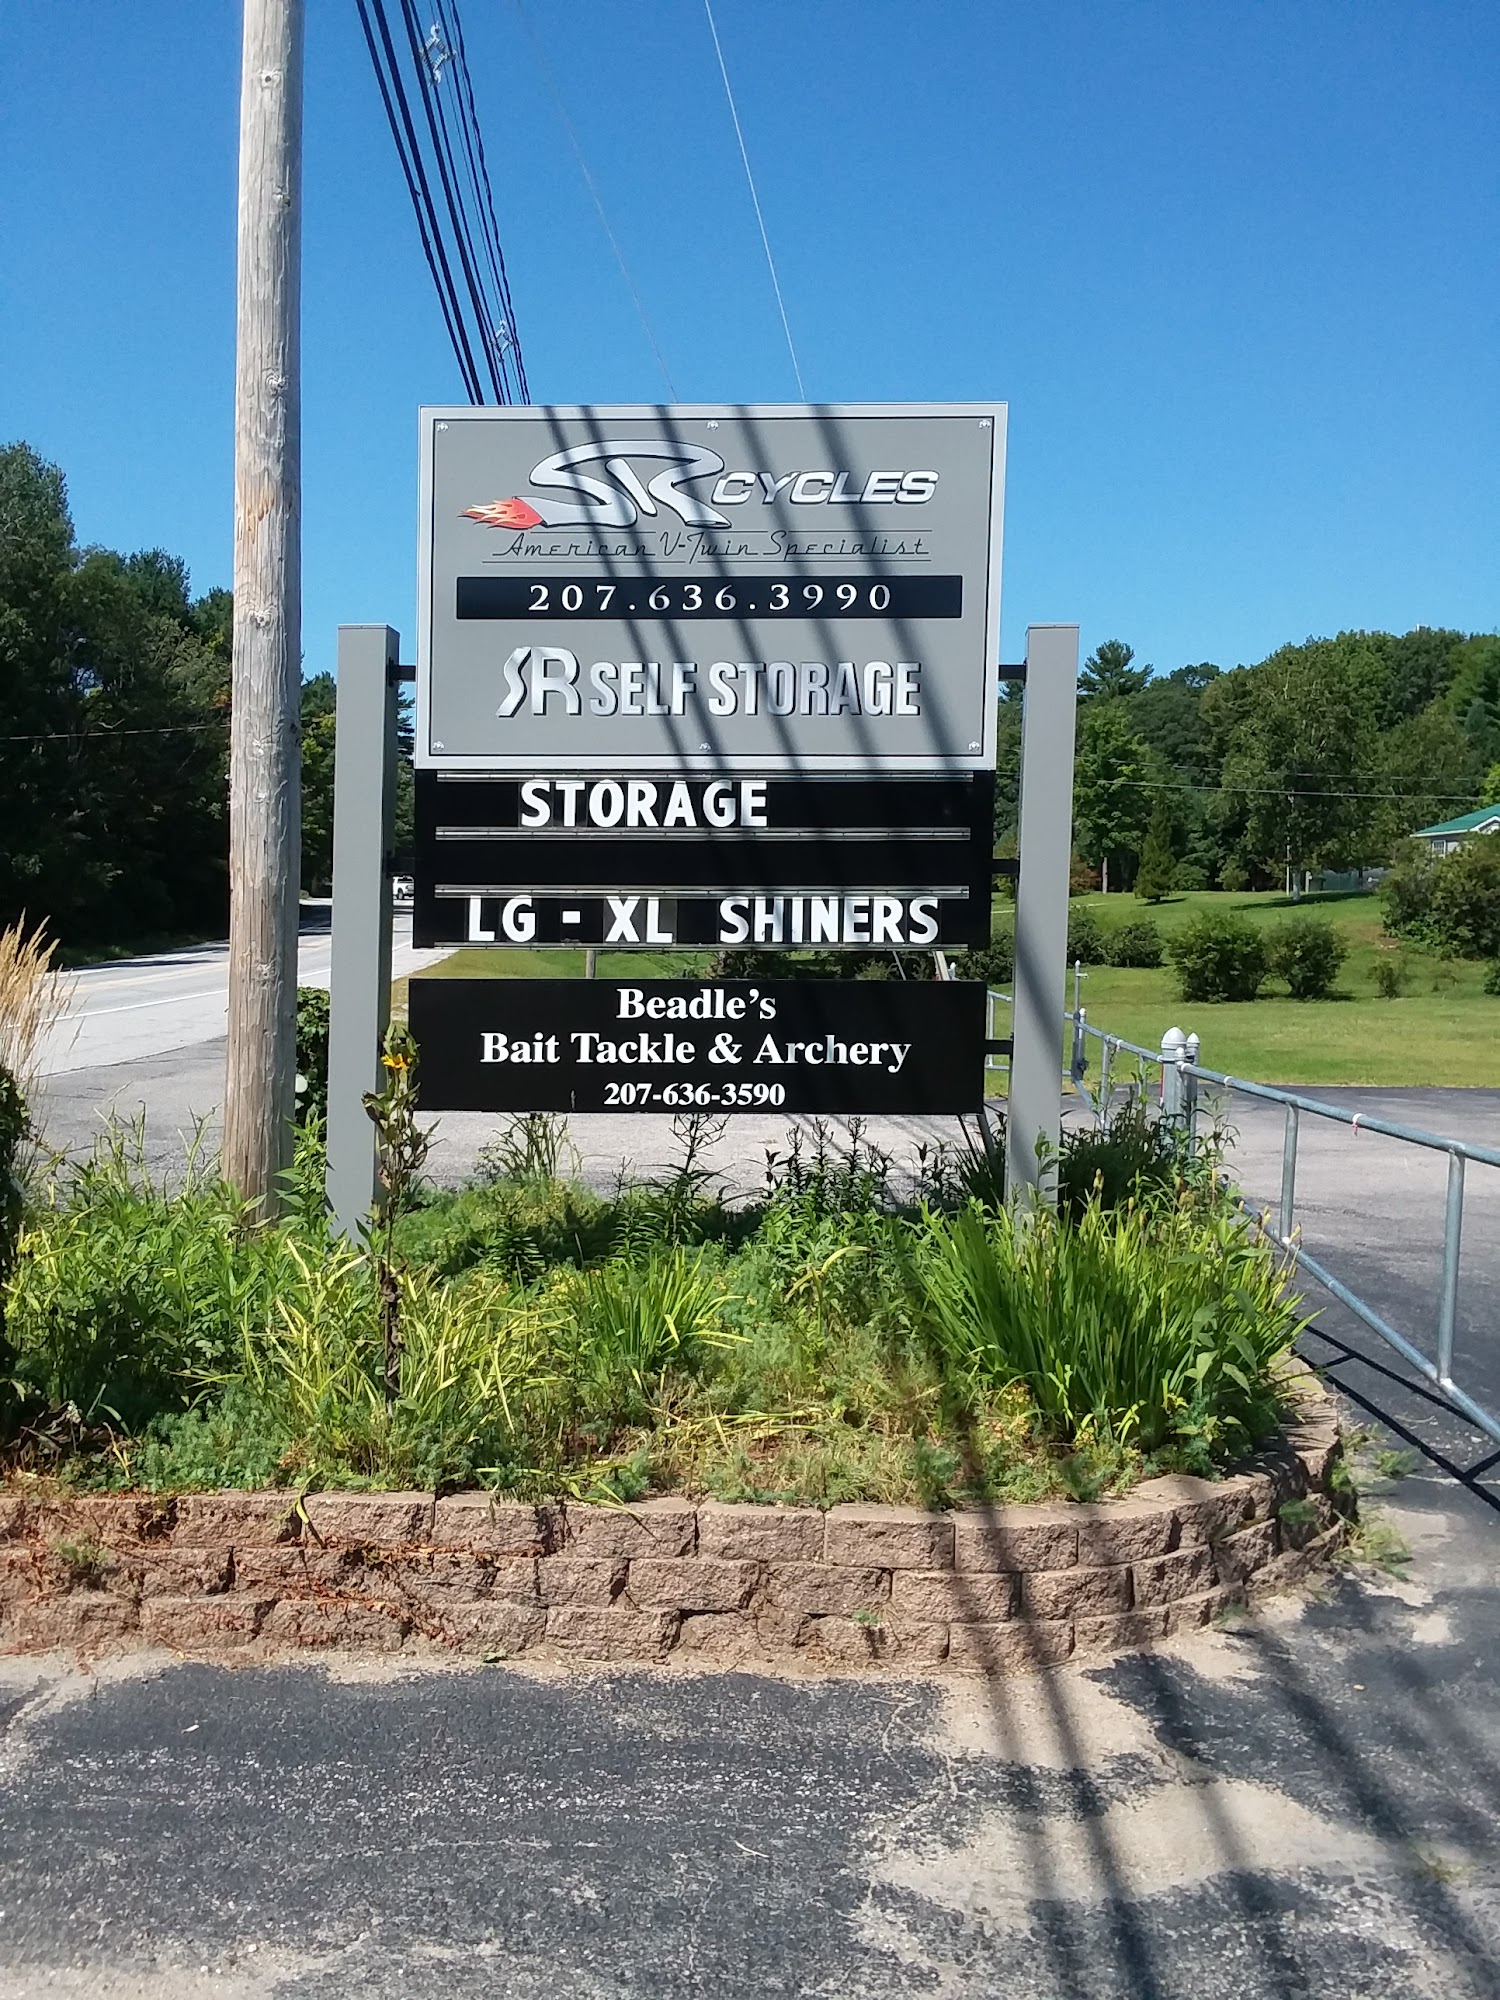 SR CYCLES
American V-Twin Specialist
207.636.3990
SR SELF STORAGE
STORAGE
LG - XL SHINERS
Beadle's
Bait Tackle & Archery
207-636-3590